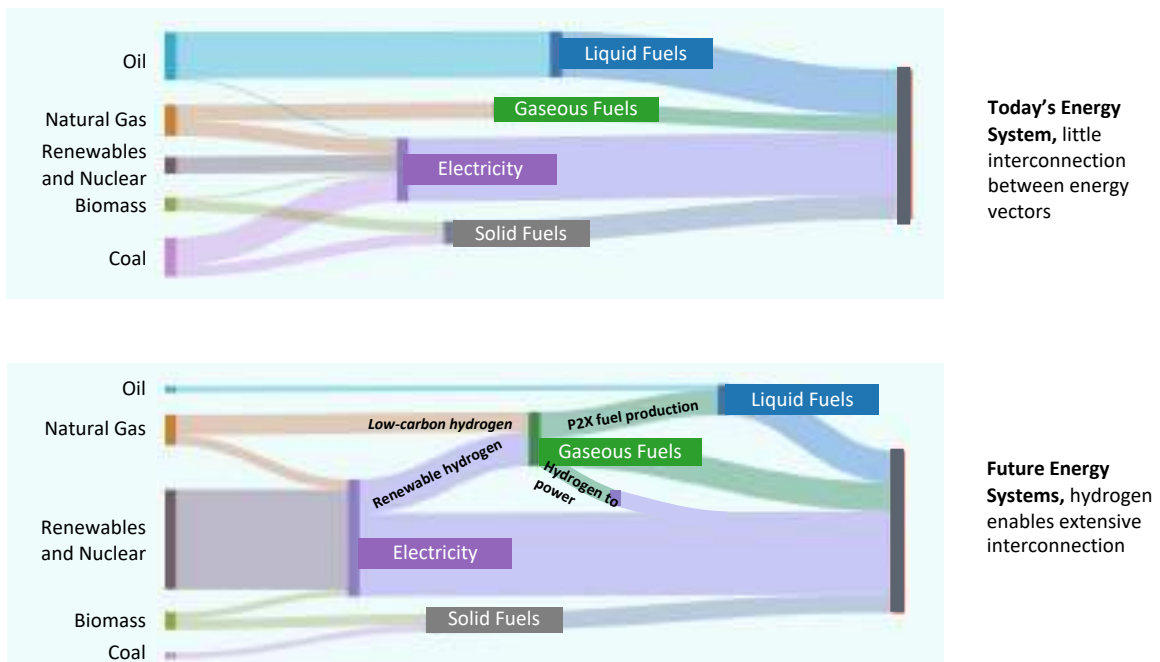 Oil
Liquid Fuels
Gaseous Fuels
Natural Gas
Renewables
and Nuclear
Electricity
Biomass
Solid Fuels
Coal
Today's Energy
System, little
interconnection
between energy
vectors
Oil
Liquid Fuels
Natural Gas
Low-carbon hydrogen
P2X fuel production
Renewable hydrogen
Gaseous Fuels
Hydrogen to
power
Renewables
and Nuclear
Electricity
Biomass
Solid Fuels
Coal
Future Energy
Systems, hydrogen
enables extensive
interconnection